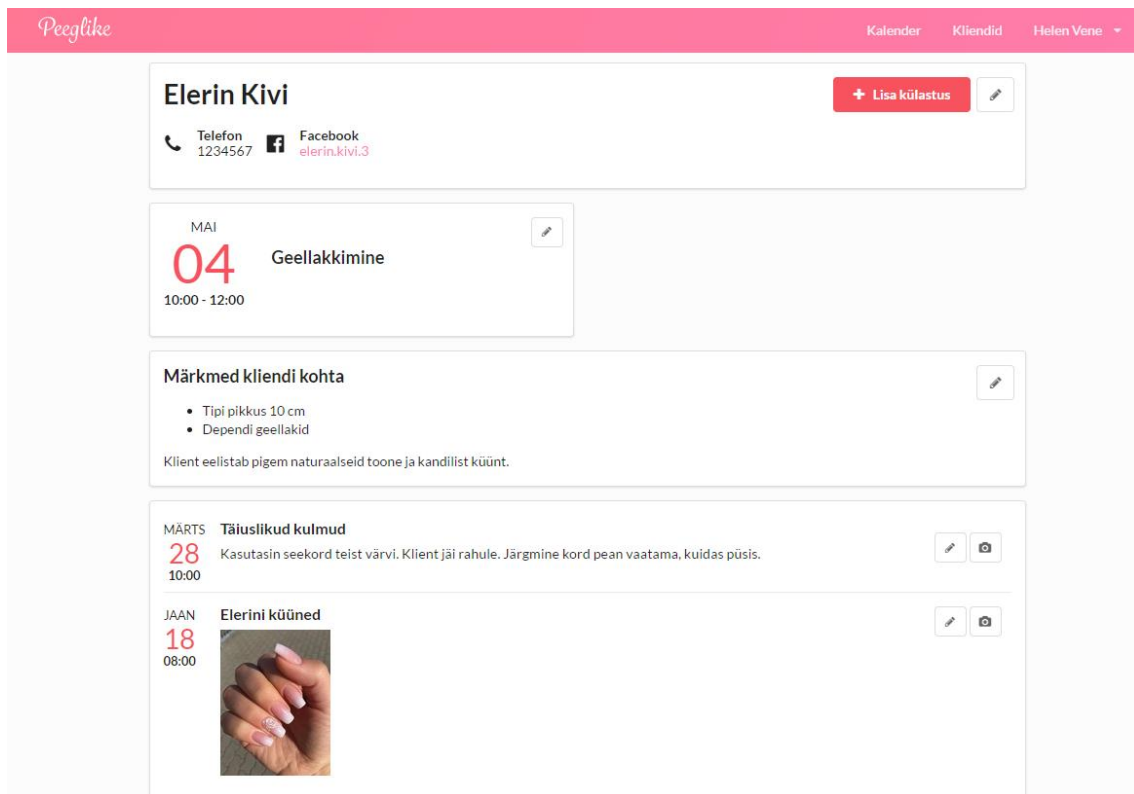 Peeglike
Kalender Kliendid Helen Vene
Elerin Kivi
+ Lisa külastus
Telefon
1234567
Facebook
elerin.kivi.3
MAI
04
10:00 - 12:00
Geellakkimine
Märkmed kliendi kohta
• Tipi pikkus 10 cm
• Dependi geellakid
Klient eelistab pigem naturaalseid toone ja kandilist küünt.
MÄRTS
28
10:00
Täiuslikud kulmud
Kasutasin seekord teist värvi. Klient jäi rahule. Järgmine kord pean vaatama, kuidas püsis.
JAAN
18
08:00
Elerini küüned